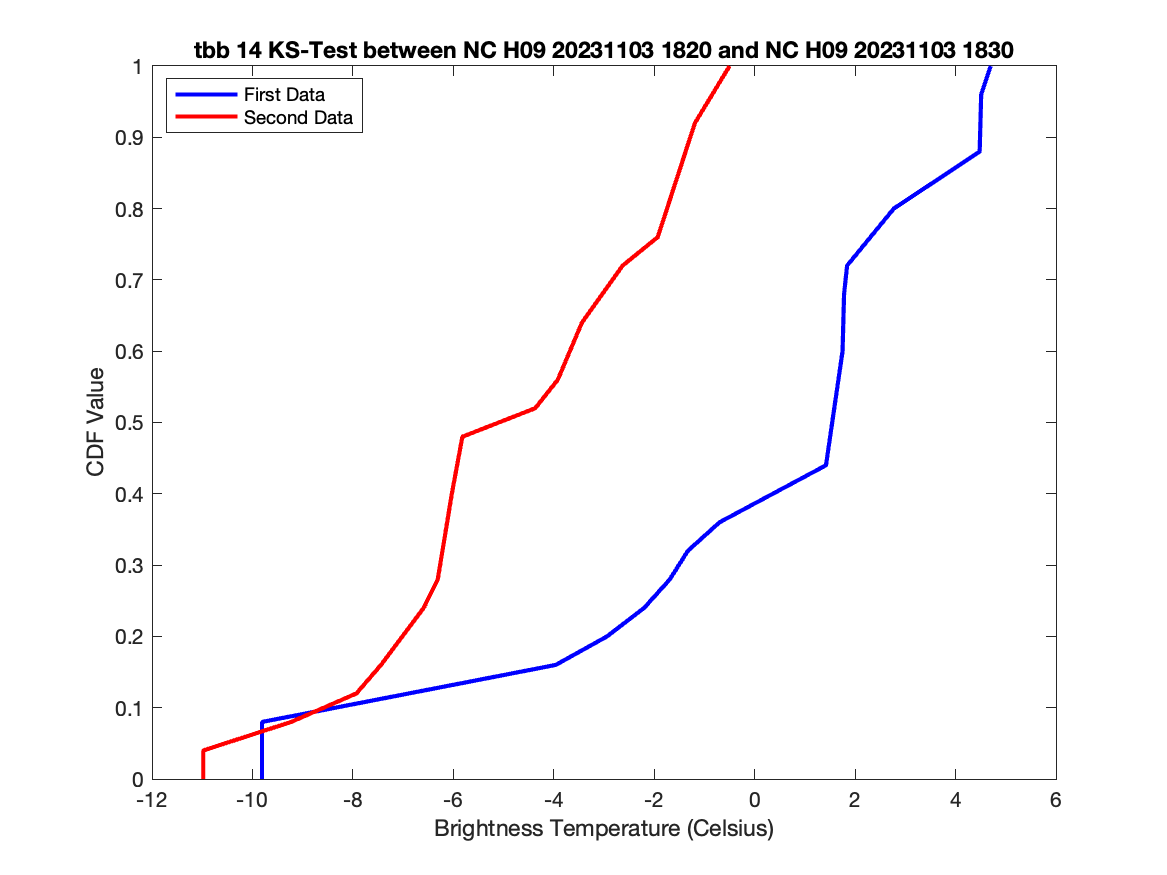 tbb 14 KS-Test between NC H09 20231103 1820 and NC H09 20231103 1830
First Data
Second Data
1
0.9
0.8
0.7
0.6
0.5
0.4
0.3
0.2
0.1
0
CDF Value
-12 -10 -8 -6 -4 -2 0 2 4 6
Brightness Temperature (Celsius)